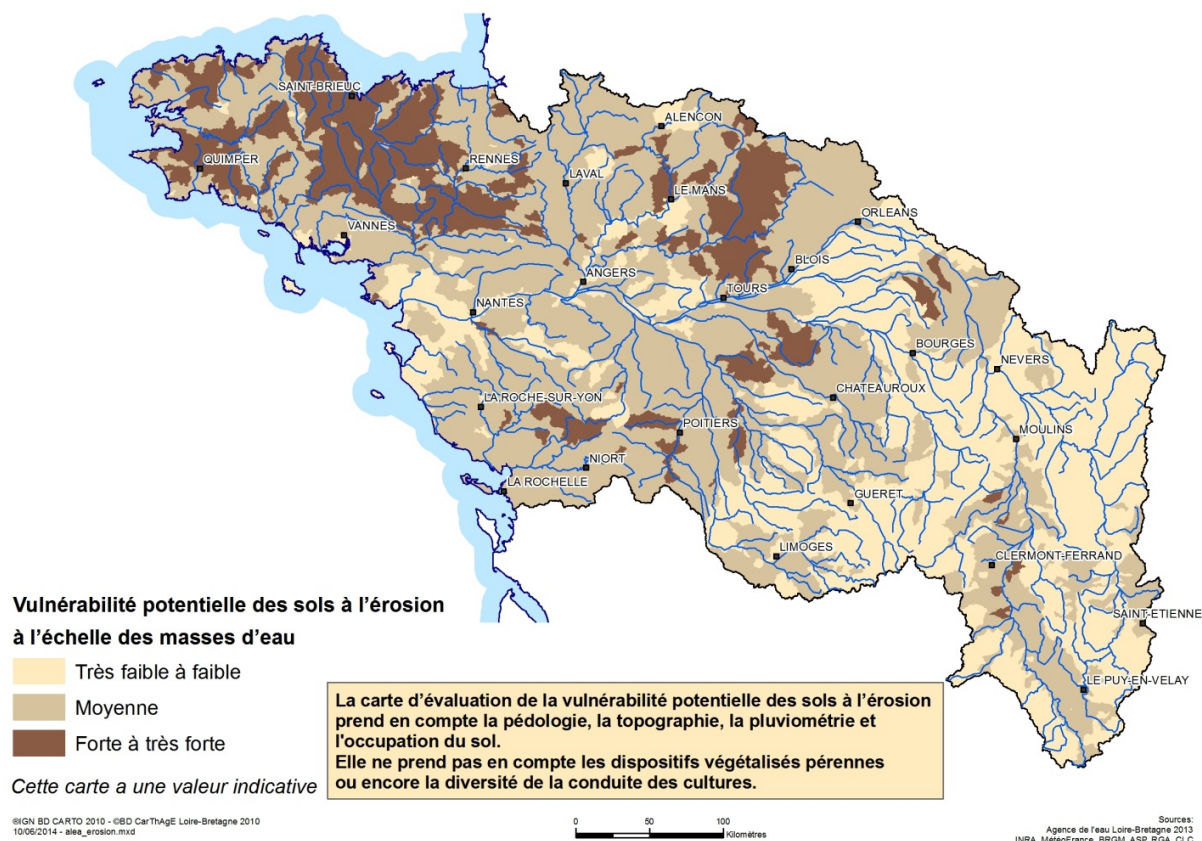 SAINT-BRIEUC
ALENCON
QUIMPER
RENNES
LAVAL
LE MANS
ORLEANS
VANNES
BLOIS
ANGERS
TOURS
NANTES
BOURGES
NEVERS
CHATEAUROUX
LA ROCHE-SUR-YON
POITIERS
MOULINS
NIORT
LA ROCHELLE
GUERET
LIMOGES
CLERMONT-FERRAND
SAINT-ETIENNE
LE PUY-EN-VELAY
Vulnérabilité potentielle des sols à l'érosion
à l'échelle des masses d'eau
Très faible à faible
Moyenne
Forte à très forte
Cette carte a une valeur indicative
La carte d'évaluation de la vulnérabilité potentielle des sols à l'érosion
prend en compte la pédologie, la topographie, la pluviométrie et
l'occupation du sol.
Elle ne prend pas en compte les dispositifs végétalisés pérennes
ou encore la diversité de la conduite des cultures.
©IGN BD CARTO 2010 - ©BD CarThAgE Loire-Bretagne 2010
10/06/2014 - alea_erosion.mxd
0 50 100
Kilomètres
Sources:
Agence de l'eau Loire-Bretagne 2013
INRA, MétéoFrance, BRGM, ASP, RGA, CLC